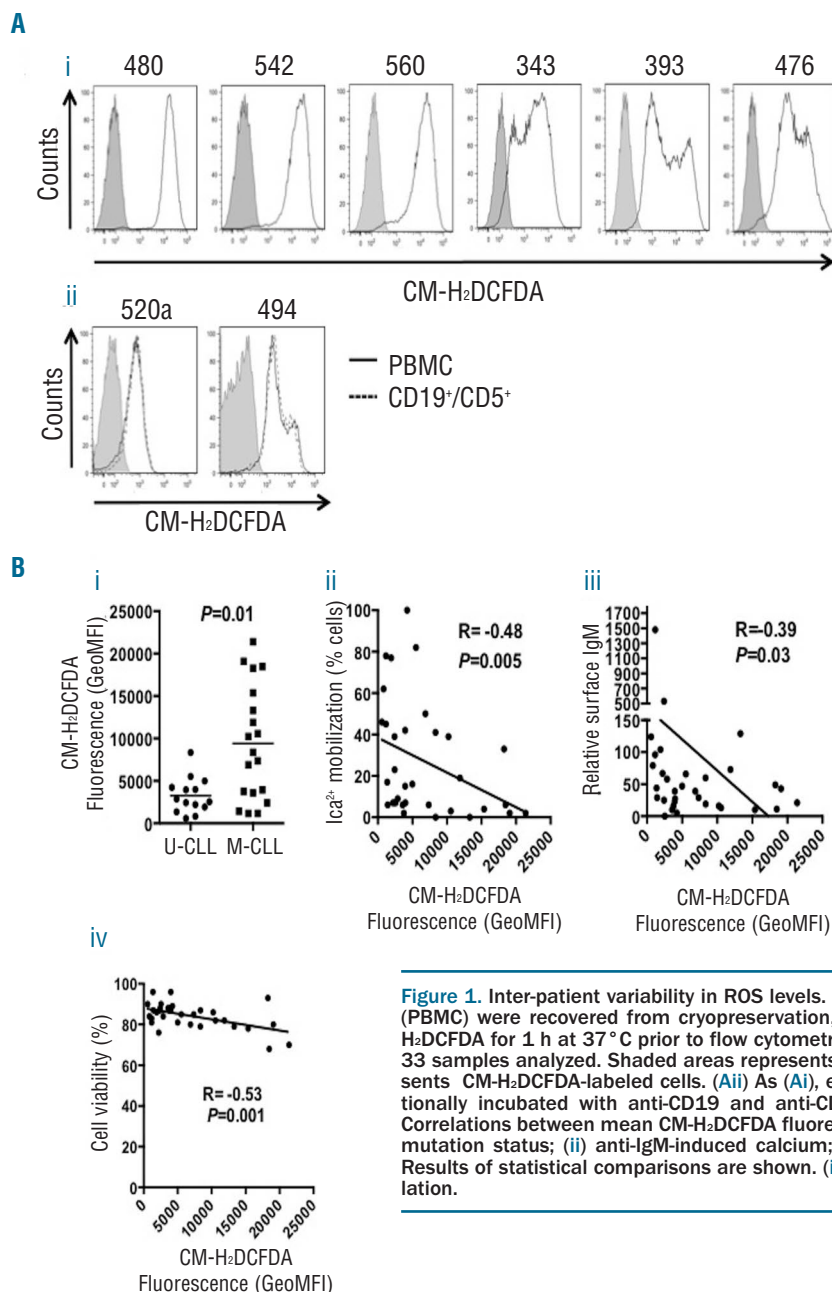 A
i
480 542 560 343 393 476
Counts
CM-H₂DCFDA
ii
520a 494
Counts
PBMC
CD19⁺/CD5⁺
CM-H₂DCFDA
B
i
CM-H₂DCFDA
Fluorescence (GeoMFI)
25000
20000
15000
10000
5000
0
P=0.01
U-CLL M-CLL
ii
Ica²⁺ mobilization (% cells)
100
80
60
40
20
0
R= -0.48
P=0.005
0 5000 10000 15000 20000 25000
CM-H₂DCFDA
Fluorescence (GeoMFI)
iii
Relative surface IgM
1700
1500
1300
1100
900
700
500
150
100
50
0
R=-0.39
P=0.03
0 5000 10000 15000 20000 25000
CM-H₂DCFDA
Fluorescence (GeoMFI)
iv
Cell viability (%)
100
80
60
40
20
0
R= -0.53
P=0.001
0 5000 10000 15000 20000 25000
CM-H₂DCFDA
Fluorescence (GeoMFI)
Figure 1. Inter-patient variability in ROS levels.
(PBMC) were recovered from cryopreservation,
H₂DCFDA for 1 h at 37°C prior to flow cytometr
33 samples analyzed. Shaded areas represents
sents CM-H₂DCFDA-labeled cells. (Aii) As (Ai), e
tionally incubated with anti-CD19 and anti-C
Correlations between mean CM-H₂DCFDA fluore
mutation status; (ii) anti-IgM-induced calcium;
Results of statistical comparisons are shown. (i
lation.